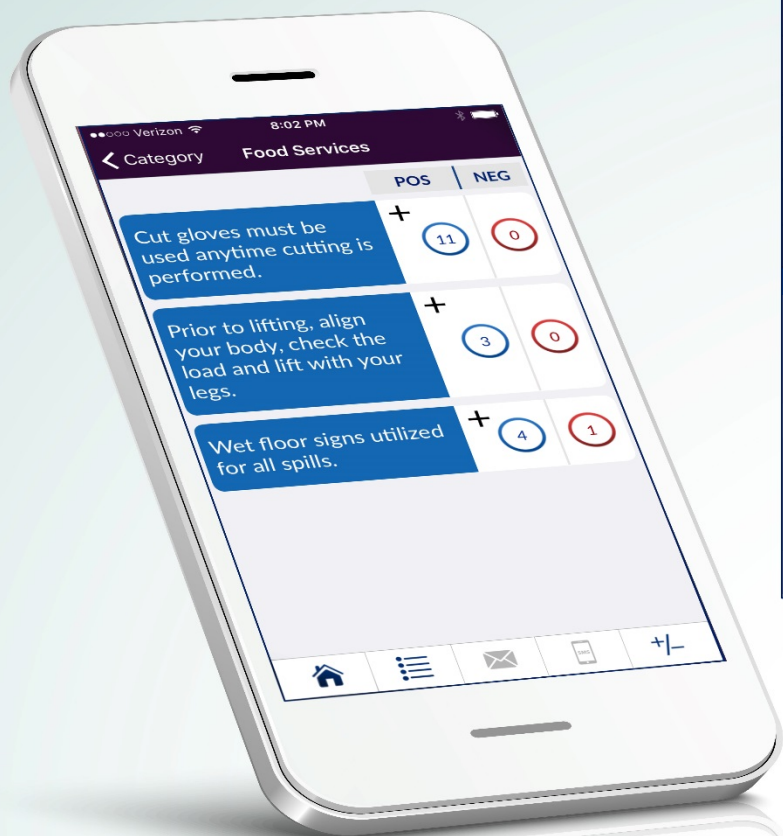 Verizon 8:02 PM
Category Food Services
POS NEG
Cut gloves must be
used anytime cutting is
performed.
+ 11 0
Prior to lifting, align
your body, check the
load and lift with your
legs.
+ 3 0
Wet floor signs utilized
for all spills.
+ 4 1
SMS
+/-